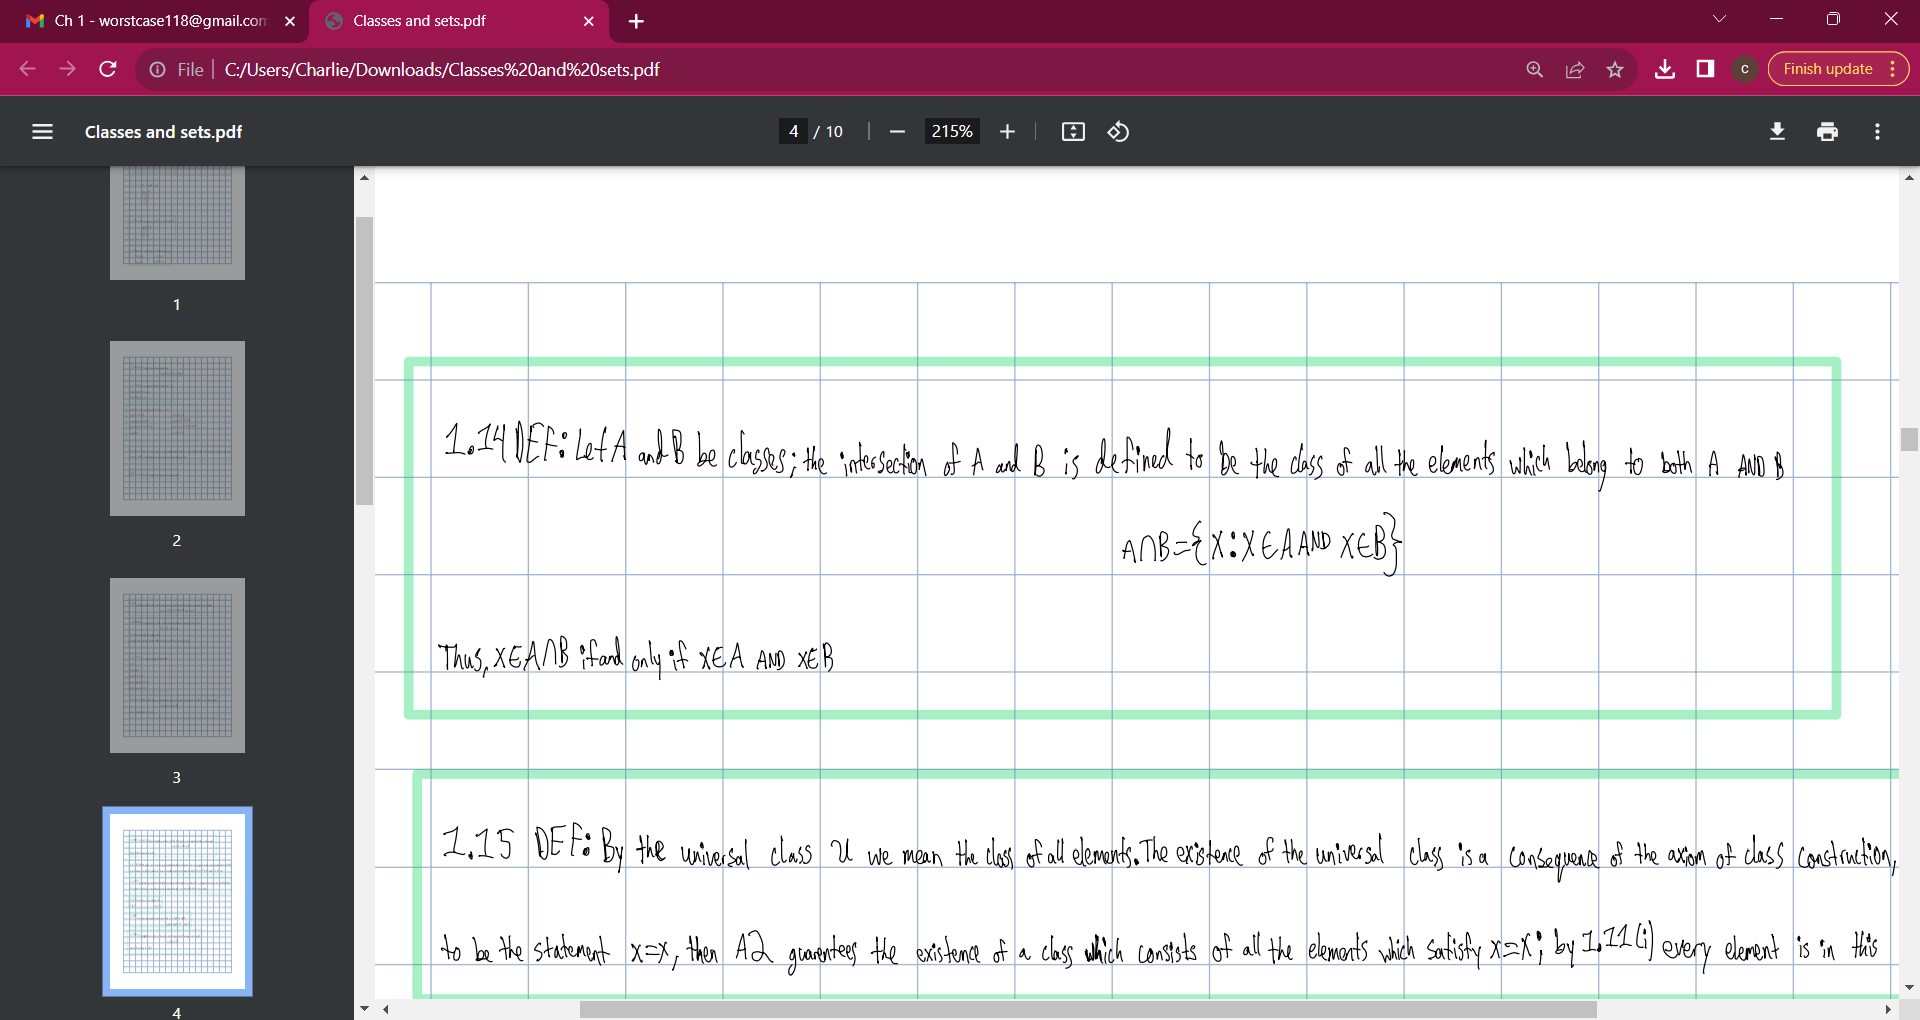 Ch 1 - worstcase118@gmail.com
Classes and sets.pdf
File
C:/Users/Charlie/Downloads/Classes%20and%20sets.pdf
C
Finish update
Classes and sets.pdf
4 / 10
215%
1
2
3
4
1.14 DEF: Let A and B be classes; the intersection of A and B is defined to be the class of all the elements which belong to both A AND B
A∩B={X:X∈A AND X∈B}
Thus, X∈A∩B if and only if X∈A AND X∈B
1.15 DEF: By the universal class U we mean the class of all elements. The existence of the universal class is a consequence of the axiom of class construction,
to be the statement x=x, then A2 guarentees the existence of a class which consists of all the elements which satisfy x=x; by 1.11(i) every element is in this